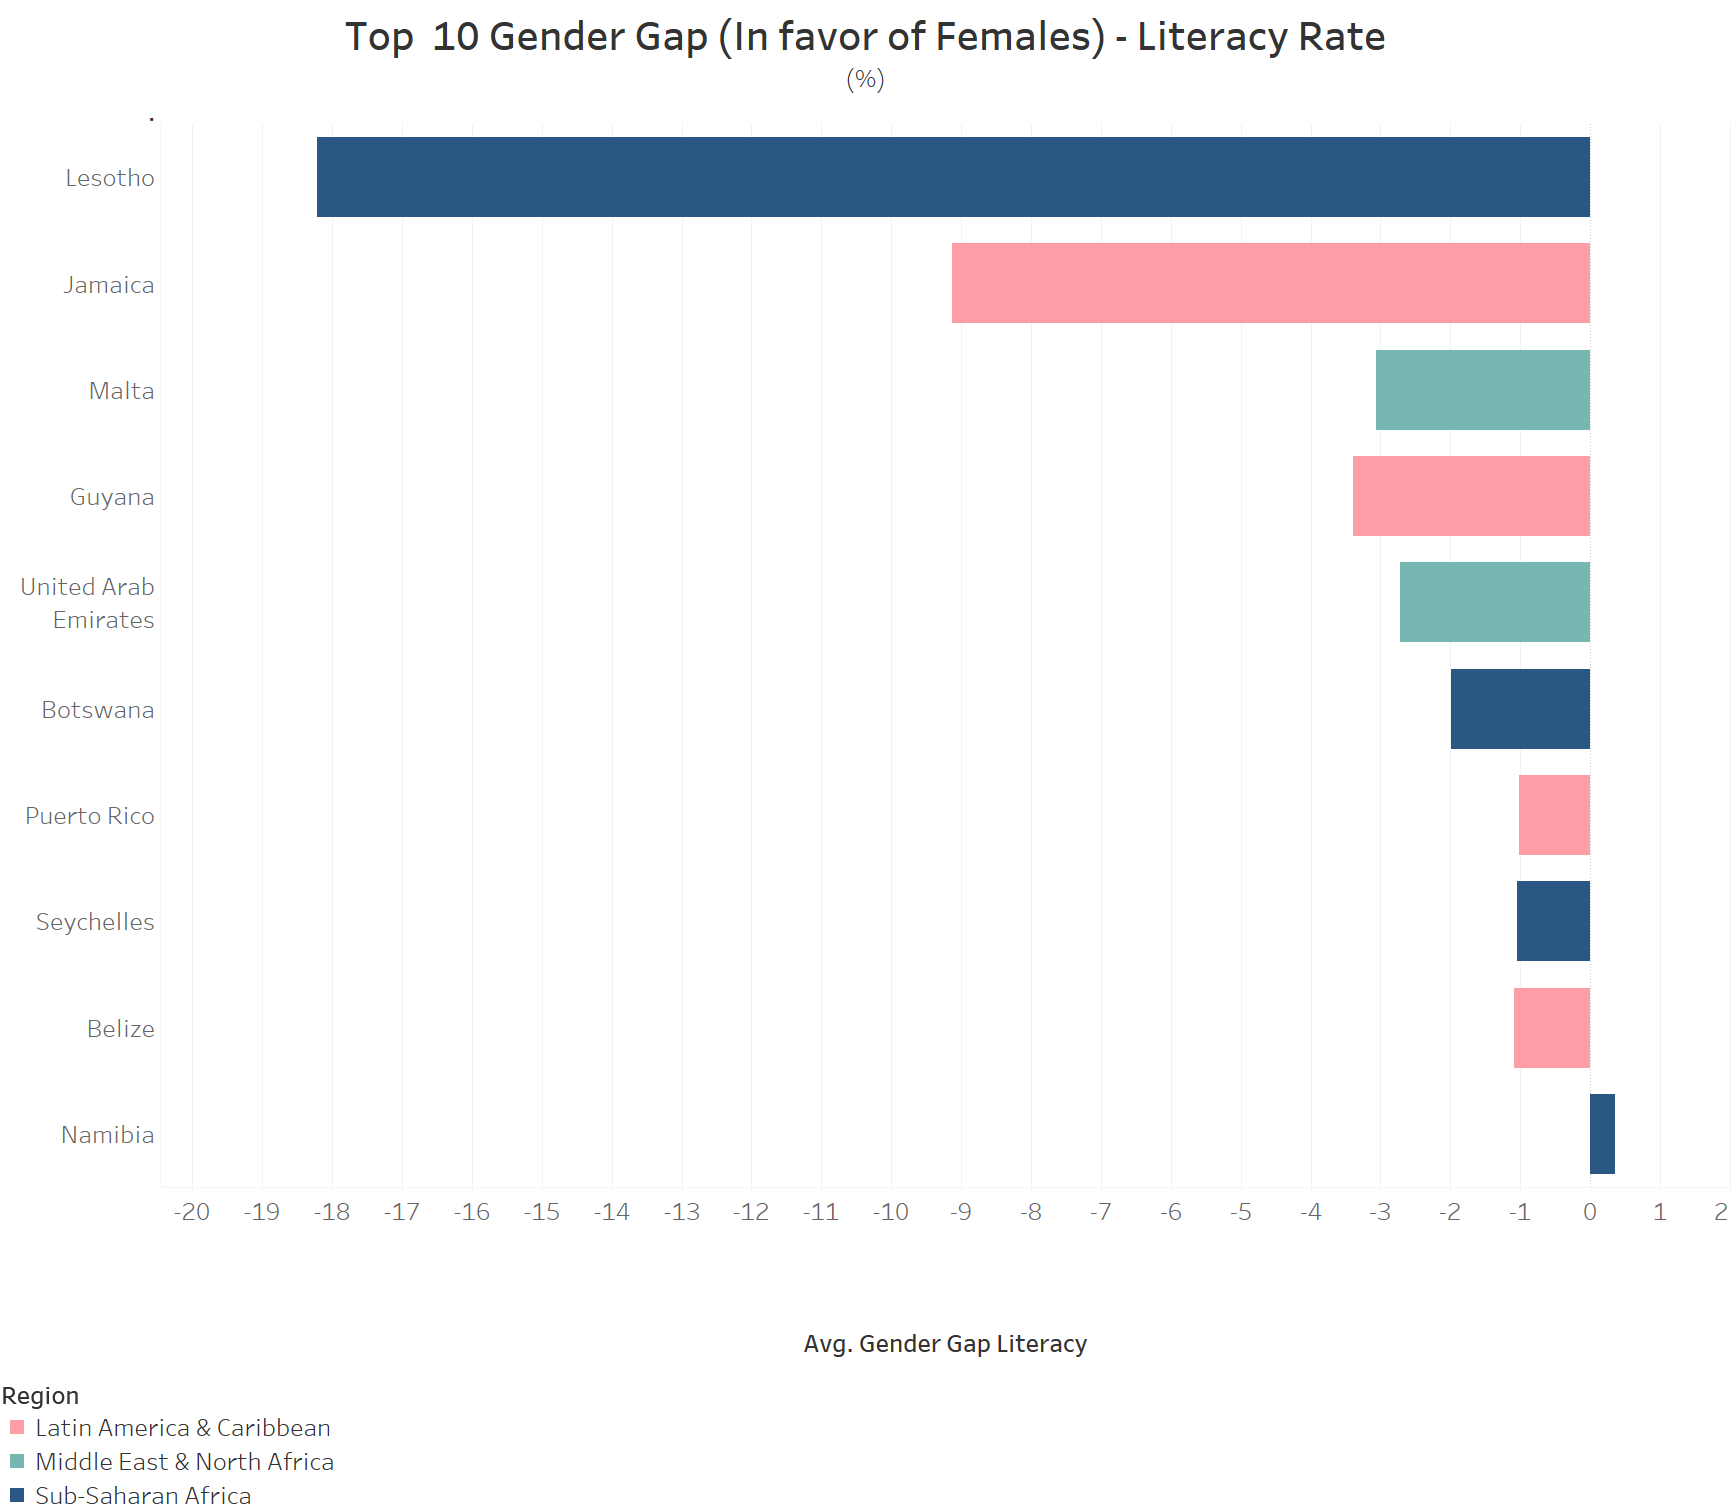 Top  10 Gender Gap (In favor of Females) - Literacy Rate
(%)
.
Lesotho
Jamaica
Malta
Guyana
United Arab
Emirates
Botswana
Puerto Rico
Seychelles
Belize
Namibia
-20 -19 -18 -17 -16 -15 -14 -13 -12 -11 -10 -9 -8 -7 -6 -5 -4 -3 -2 -1 0 1 2
Avg. Gender Gap Literacy
Region
Latin America & Caribbean
Middle East & North Africa
Sub-Saharan Africa